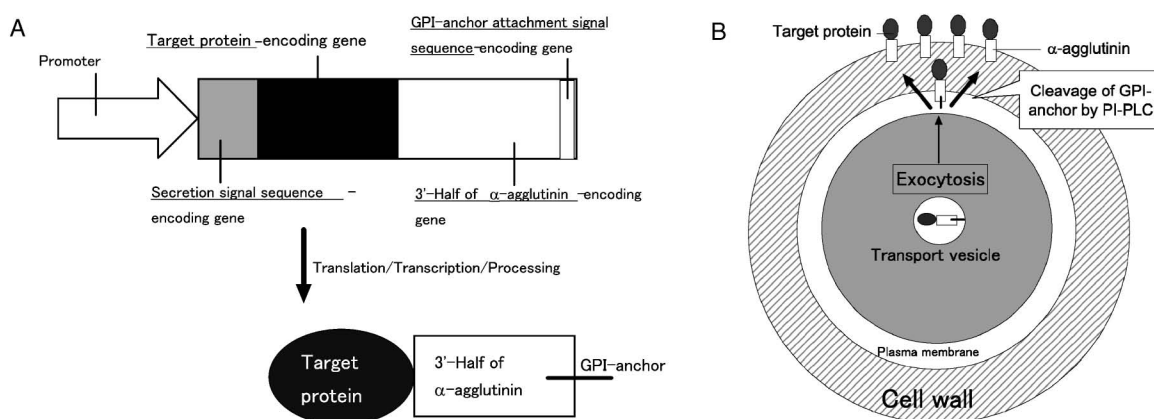 A
Promoter
Target protein-encoding gene
GPI-anchor attachment signal
sequence-encoding gene
Secretion signal sequence -
encoding gene
3'-Half of α-agglutinin-encoding
gene
Translation/Transcription/Processing
Target
protein
3'-Half of
α-agglutinin
GPI-anchor
B
Target protein
α-agglutinin
Cleavage of GPI-
anchor by PI-PLC
Exocytosis
Transport vesicle
Plasma membrane
Cell wall